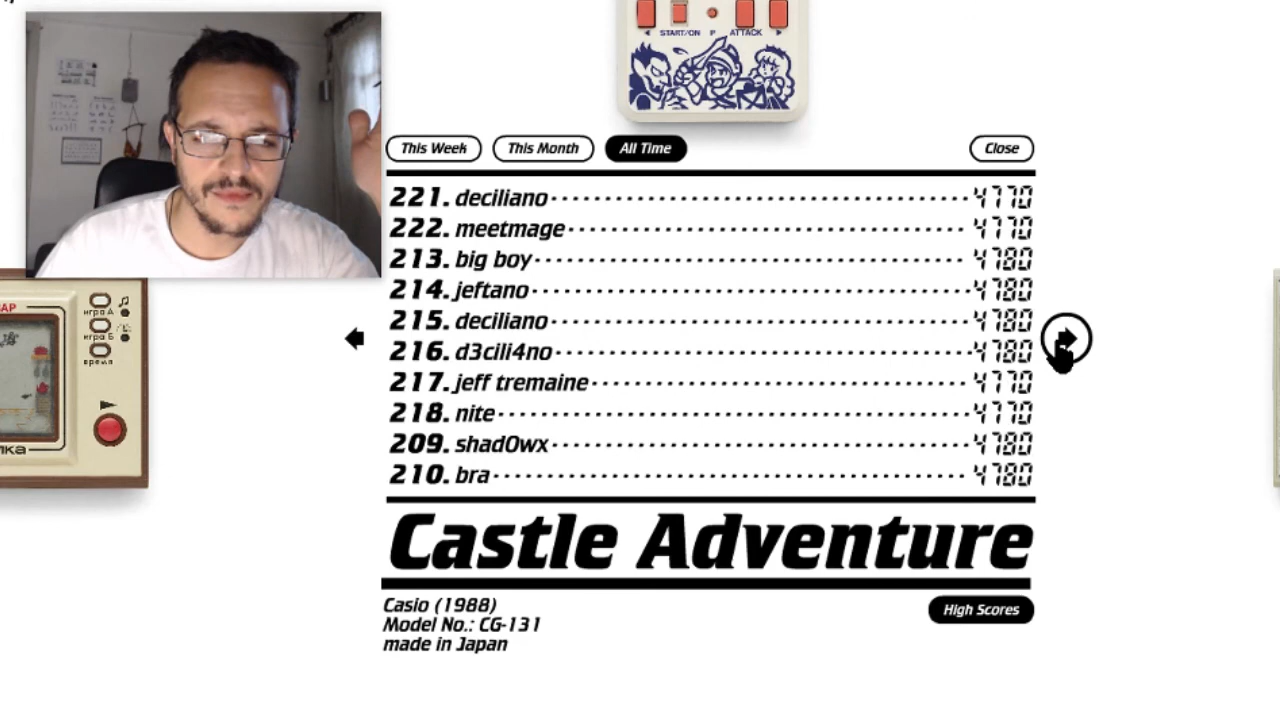 START/ON P ATTACK
This Week This Month All Time Close
221. deciliano 4770
222. meetmage 4770
213. big boy 4780
214. jeftano 4780
215. deciliano 4780
216. d3cili4no 4780
217. jeff tremaine 4770
218. nite 4770
209. shad0wx 4780
210. bra 4780
игра А
игра Б
время
Castle Adventure
Casio (1988)
Model No.: CG-131
made in Japan
High Scores